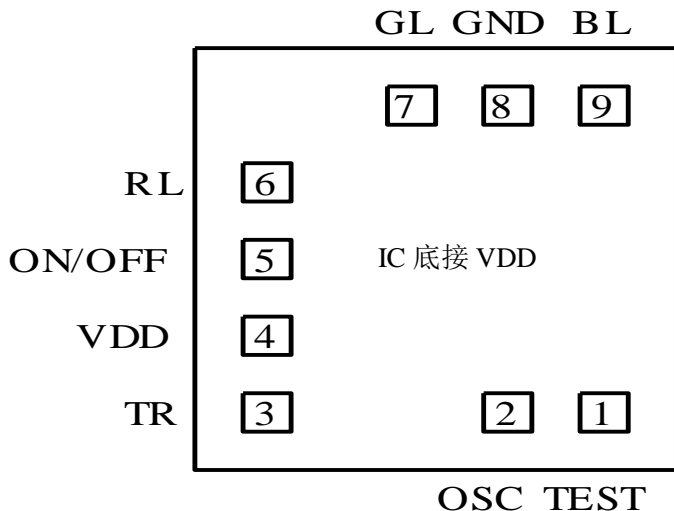 GL GND BL
7 8 9
RL 6
ON/OFF 5 IC 底接 VDD
VDD 4
TR 3 2 1
OSC TEST